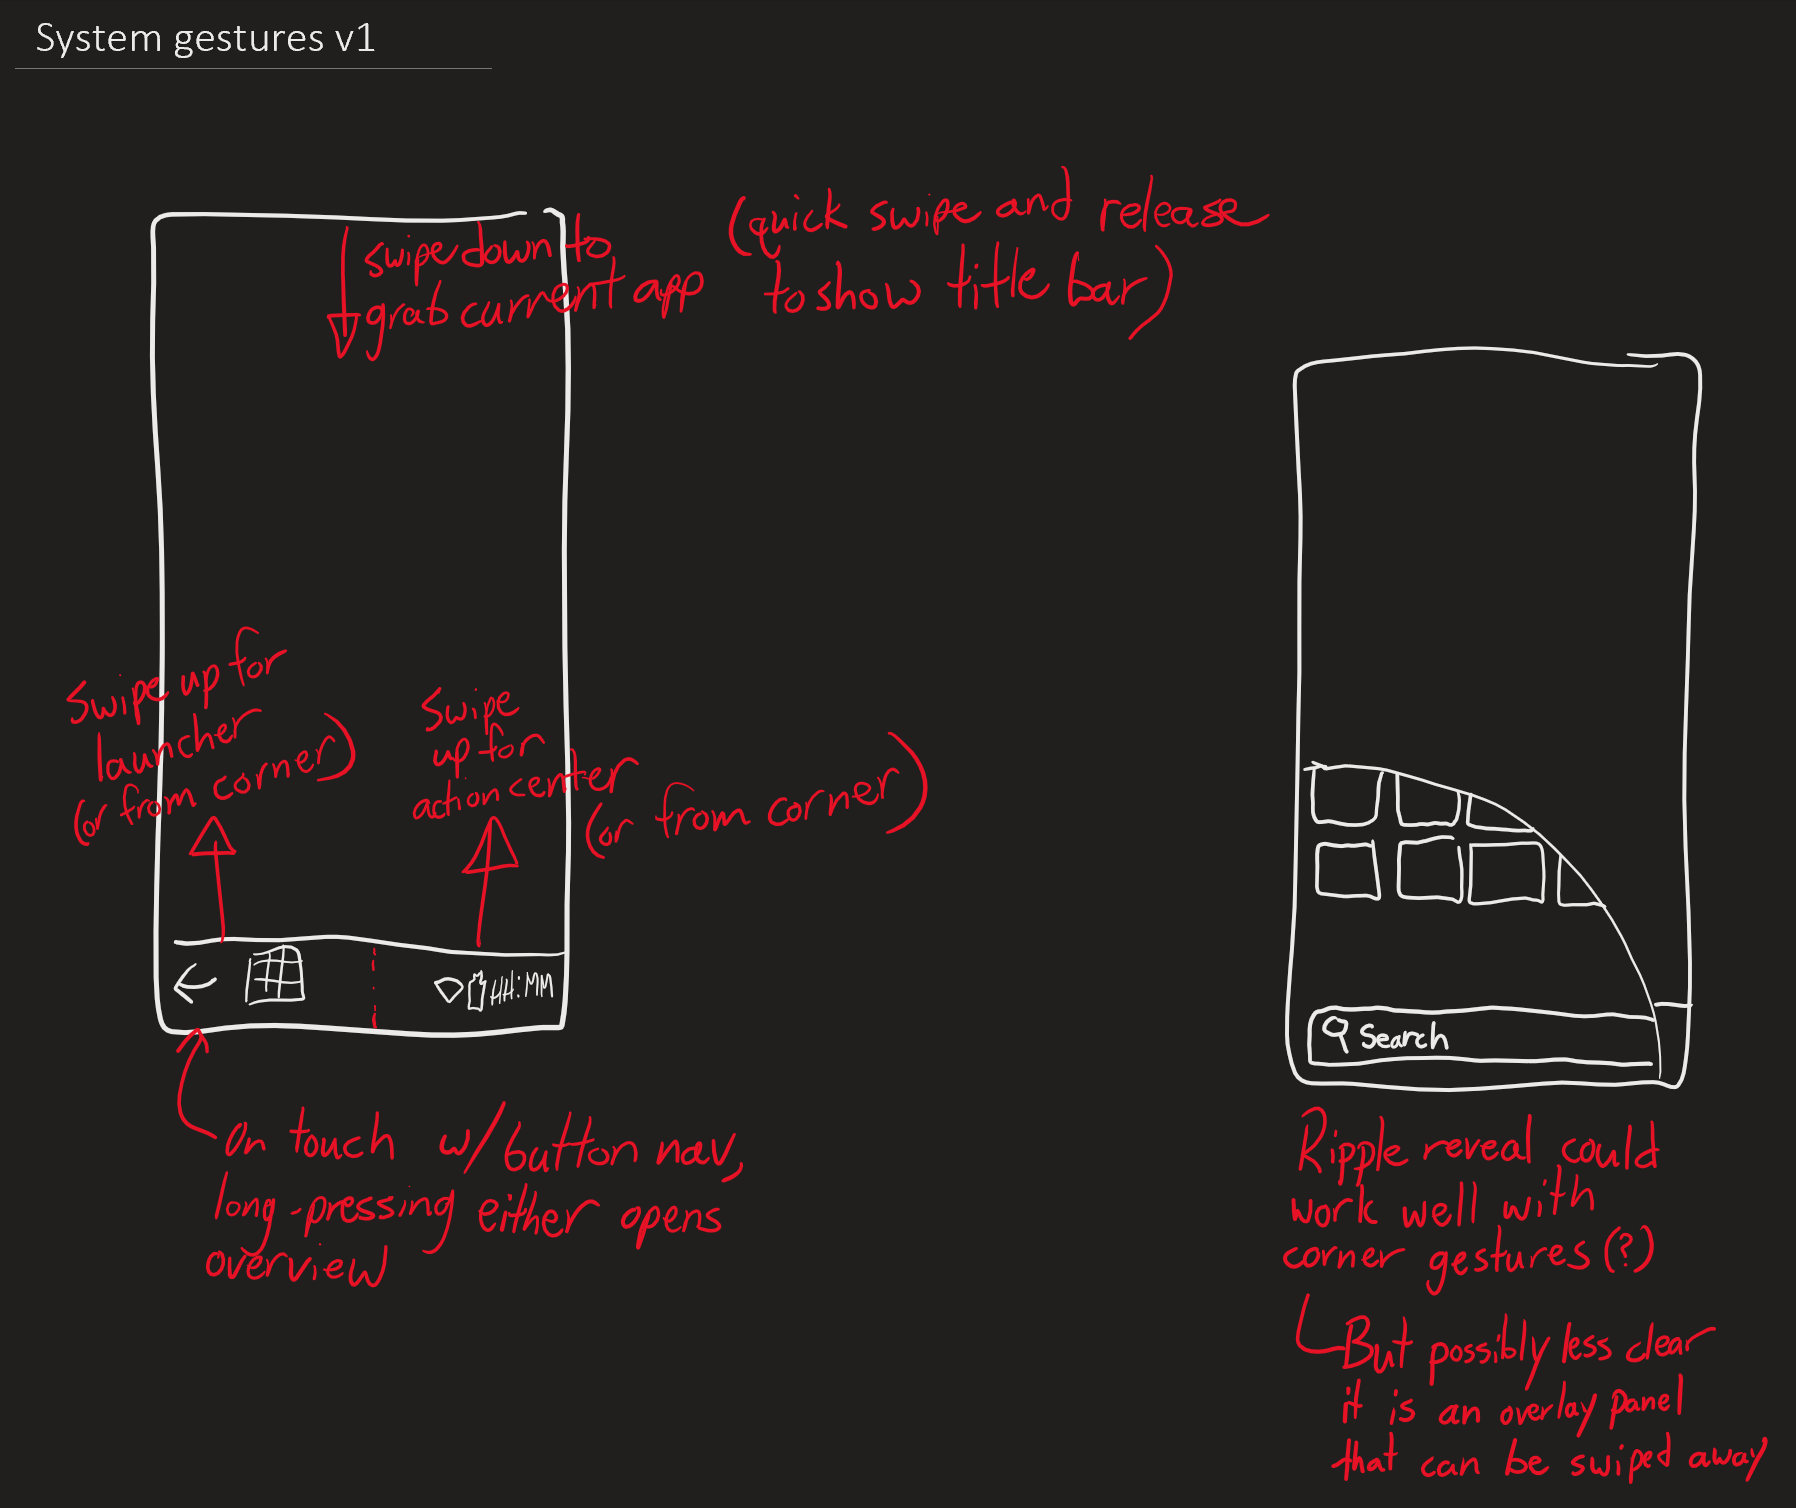 System gestures v1
swipe down to
grab current app
(quick swipe and release
to show title bar)
Swipe up for
launcher
(or from corner)
Swipe
up for
action center
(or from corner)
HH:MM
On touch w/button nav,
long-pressing either opens
overview
Search
Ripple reveal could
work well with
corner gestures (?)
But possibly less clear
it is an overlay panel
that can be swiped away